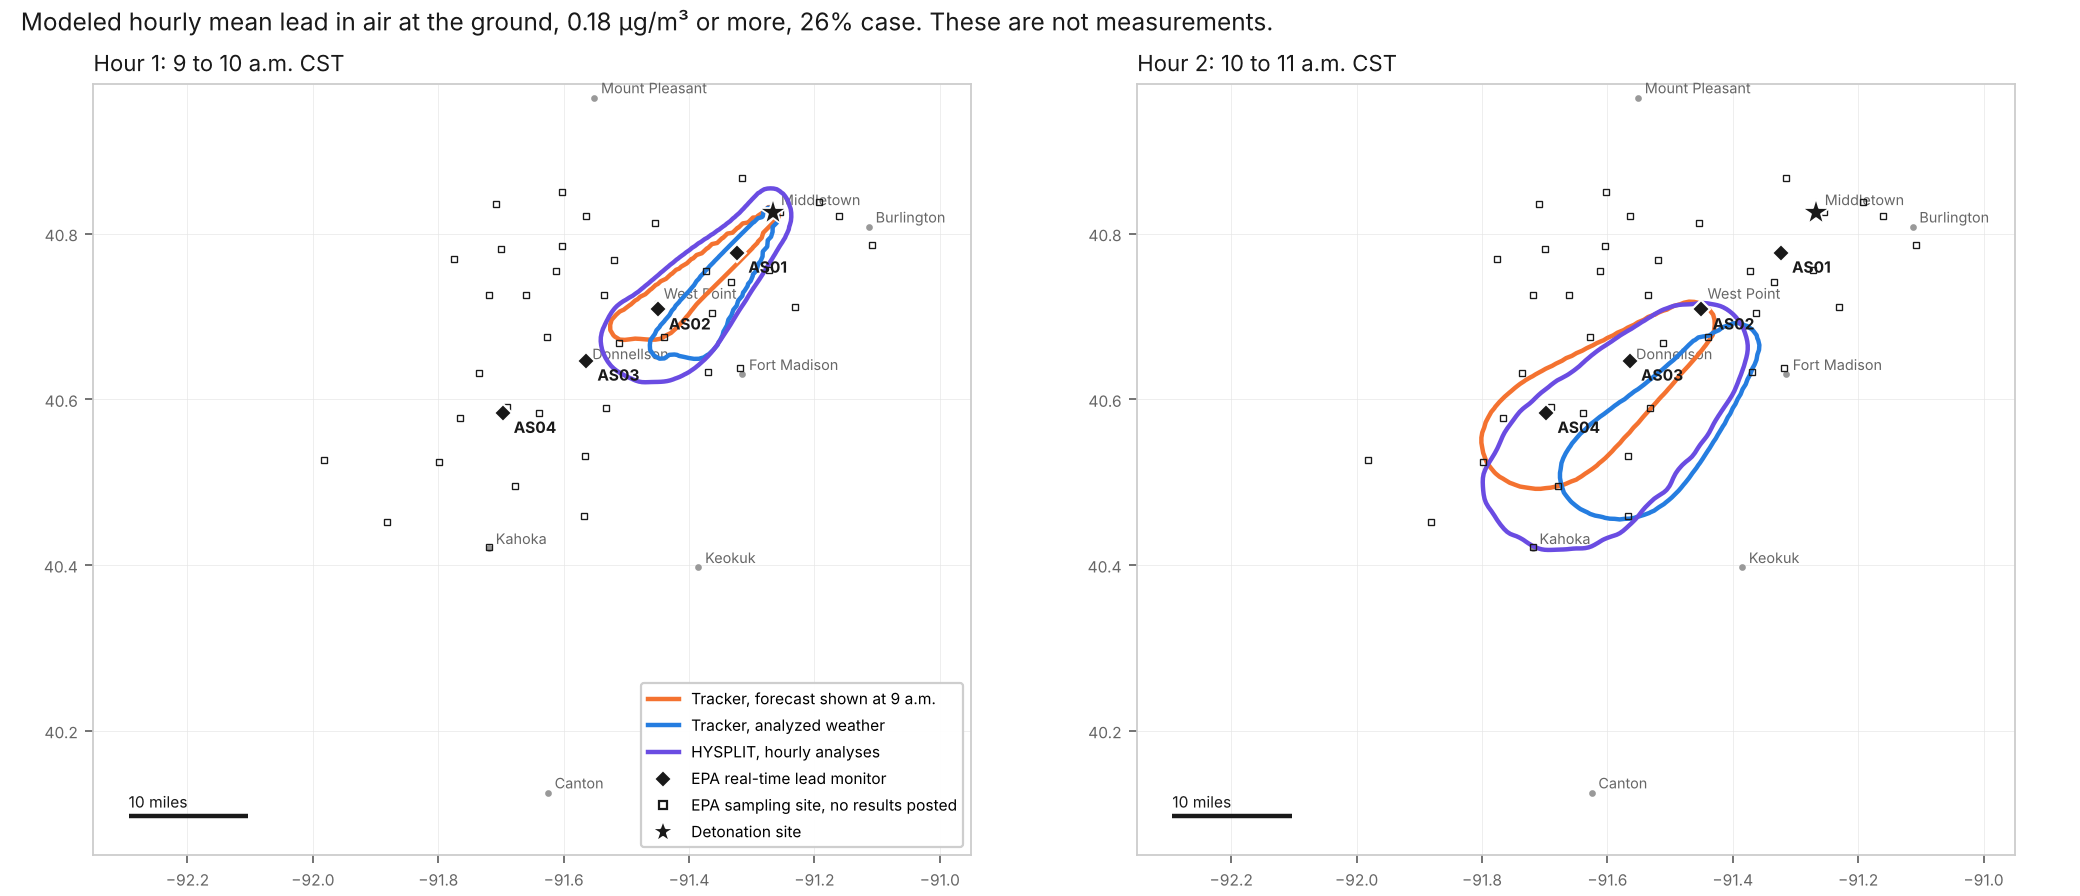 Modeled hourly mean lead in air at the ground, 0.18 µg/m³ or more, 26% case. These are not measurements.
Hour 1: 9 to 10 a.m. CST
Mount Pleasant
Middletown
Burlington
40.8
AS01
West Point
AS02
Donnellson
Fort Madison
AS03
40.6
AS04
Kahoka
Keokuk
40.4
40.2
Canton
10 miles
Tracker, forecast shown at 9 a.m.
Tracker, analyzed weather
HYSPLIT, hourly analyses
EPA real-time lead monitor
EPA sampling site, no results posted
Detonation site
−92.2
−92.0
−91.8
−91.6
−91.4
−91.2
−91.0
Hour 2: 10 to 11 a.m. CST
Mount Pleasant
Middletown
Burlington
40.8
AS01
West Point
AS02
Donnellson
Fort Madison
AS03
40.6
AS04
Kahoka
Keokuk
40.4
40.2
Canton
10 miles
−92.2
−92.0
−91.8
−91.6
−91.4
−91.2
−91.0